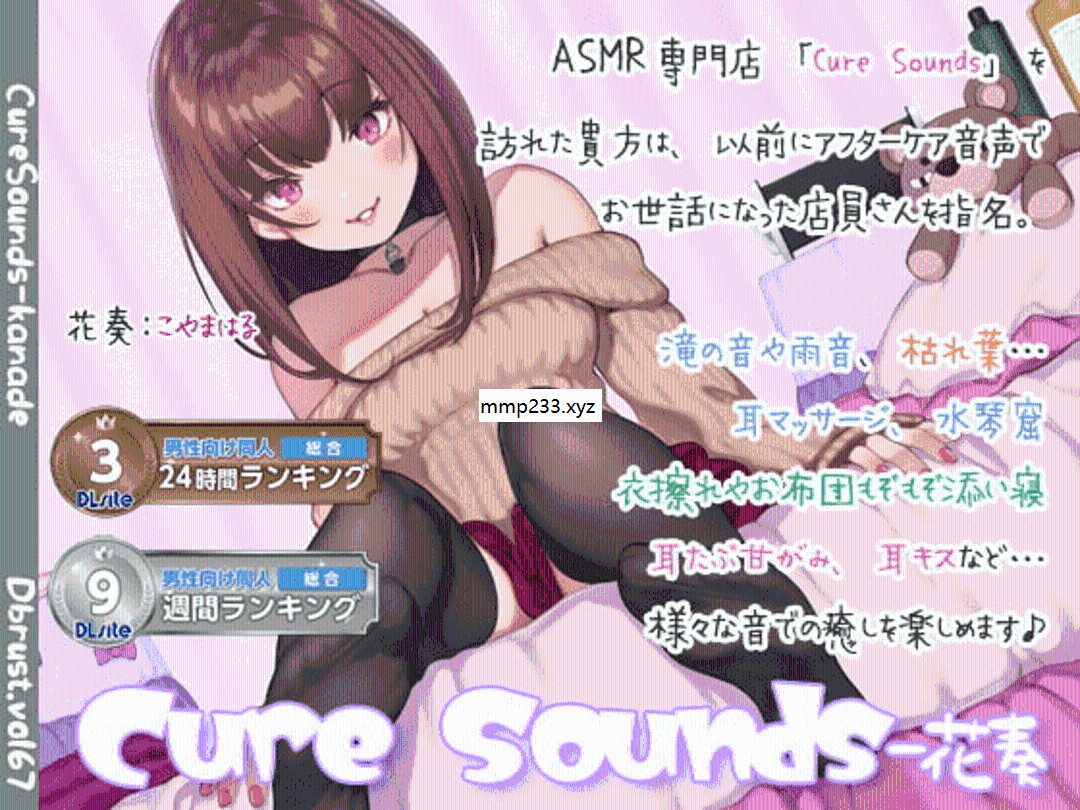 CureSounds-kanade
Dbrust.vol67
ASMR専門店「Cure Sounds」を
訪れた貴方は、以前にアフターケア音声で
お世話になった店員さんを指名。
花奏:こやまはる
滝の音や雨音、枯れ葉…
耳マッサージ、水琴窟
衣擦れやお布団もぞもぞ添い寝
耳たぶ甘がみ、耳キスなど…
様々な音での癒しを楽しめます♪
mmp233.xyz
3
DLsite
男性向け同人 総合
24時間ランキング
9
DLsite
男性向け同人 総合
週間ランキング
Cure Sounds-花奏